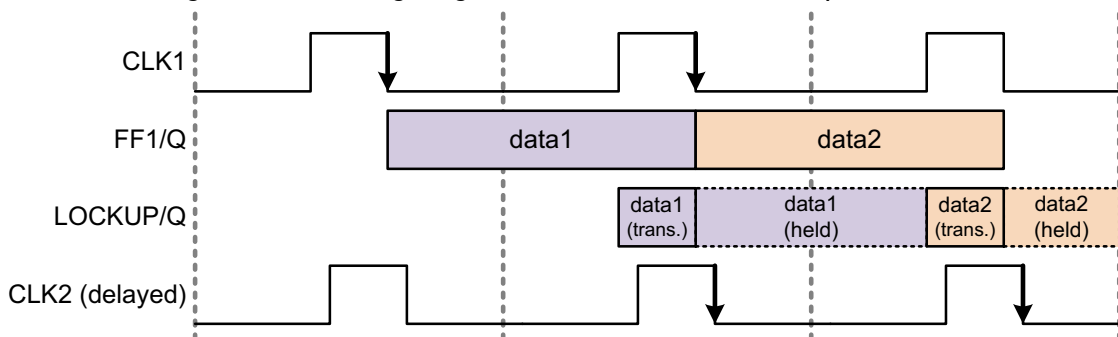 CLK1
FF1/Q
data1
data2
LOCKUP/Q
data1
(trans.)
data1
(held)
data2
(trans.)
data2
(held)
CLK2 (delayed)